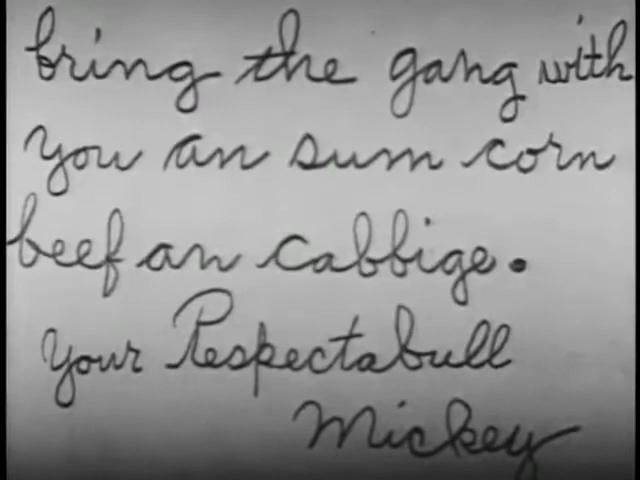 bring the gang with
you an sum corn
beef an cabbige.
your Respectabull
Mickey